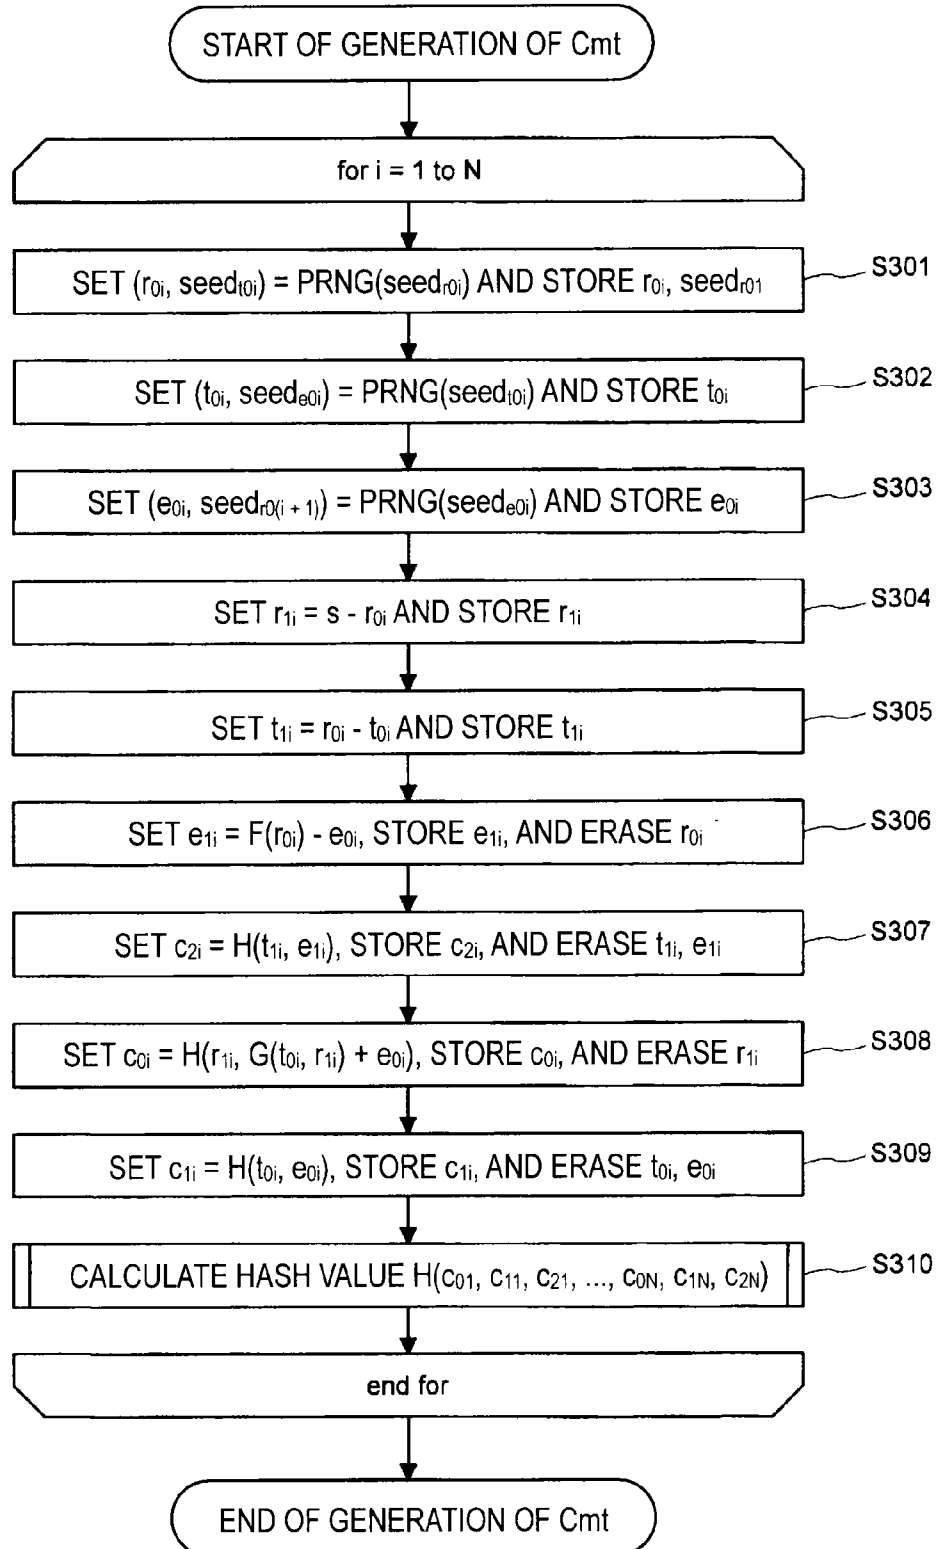 START OF GENERATION OF Cmt
for i = 1 to N
SET (r0i, seedt0i) = PRNG(seedr0i) AND STORE r0i, seedr01
S301
SET (t0i, seede0i) = PRNG(seedt0i) AND STORE t0i
S302
SET (e0i, seedr0(i + 1)) = PRNG(seede0i) AND STORE e0i
S303
SET r1i = s - r0i AND STORE r1i
S304
SET t1i = r0i - t0i AND STORE t1i
S305
SET e1i = F(r0i) - e0i, STORE e1i, AND ERASE r0i
S306
SET c2i = H(t1i, e1i), STORE c2i, AND ERASE t1i, e1i
S307
SET c0i = H(r1i, G(t0i, r1i) + e0i), STORE c0i, AND ERASE r1i
S308
SET c1i = H(t0i, e0i), STORE c1i, AND ERASE t0i, e0i
S309
CALCULATE HASH VALUE H(c01, c11, c21, ..., c0N, c1N, c2N)
S310
end for
END OF GENERATION OF Cmt